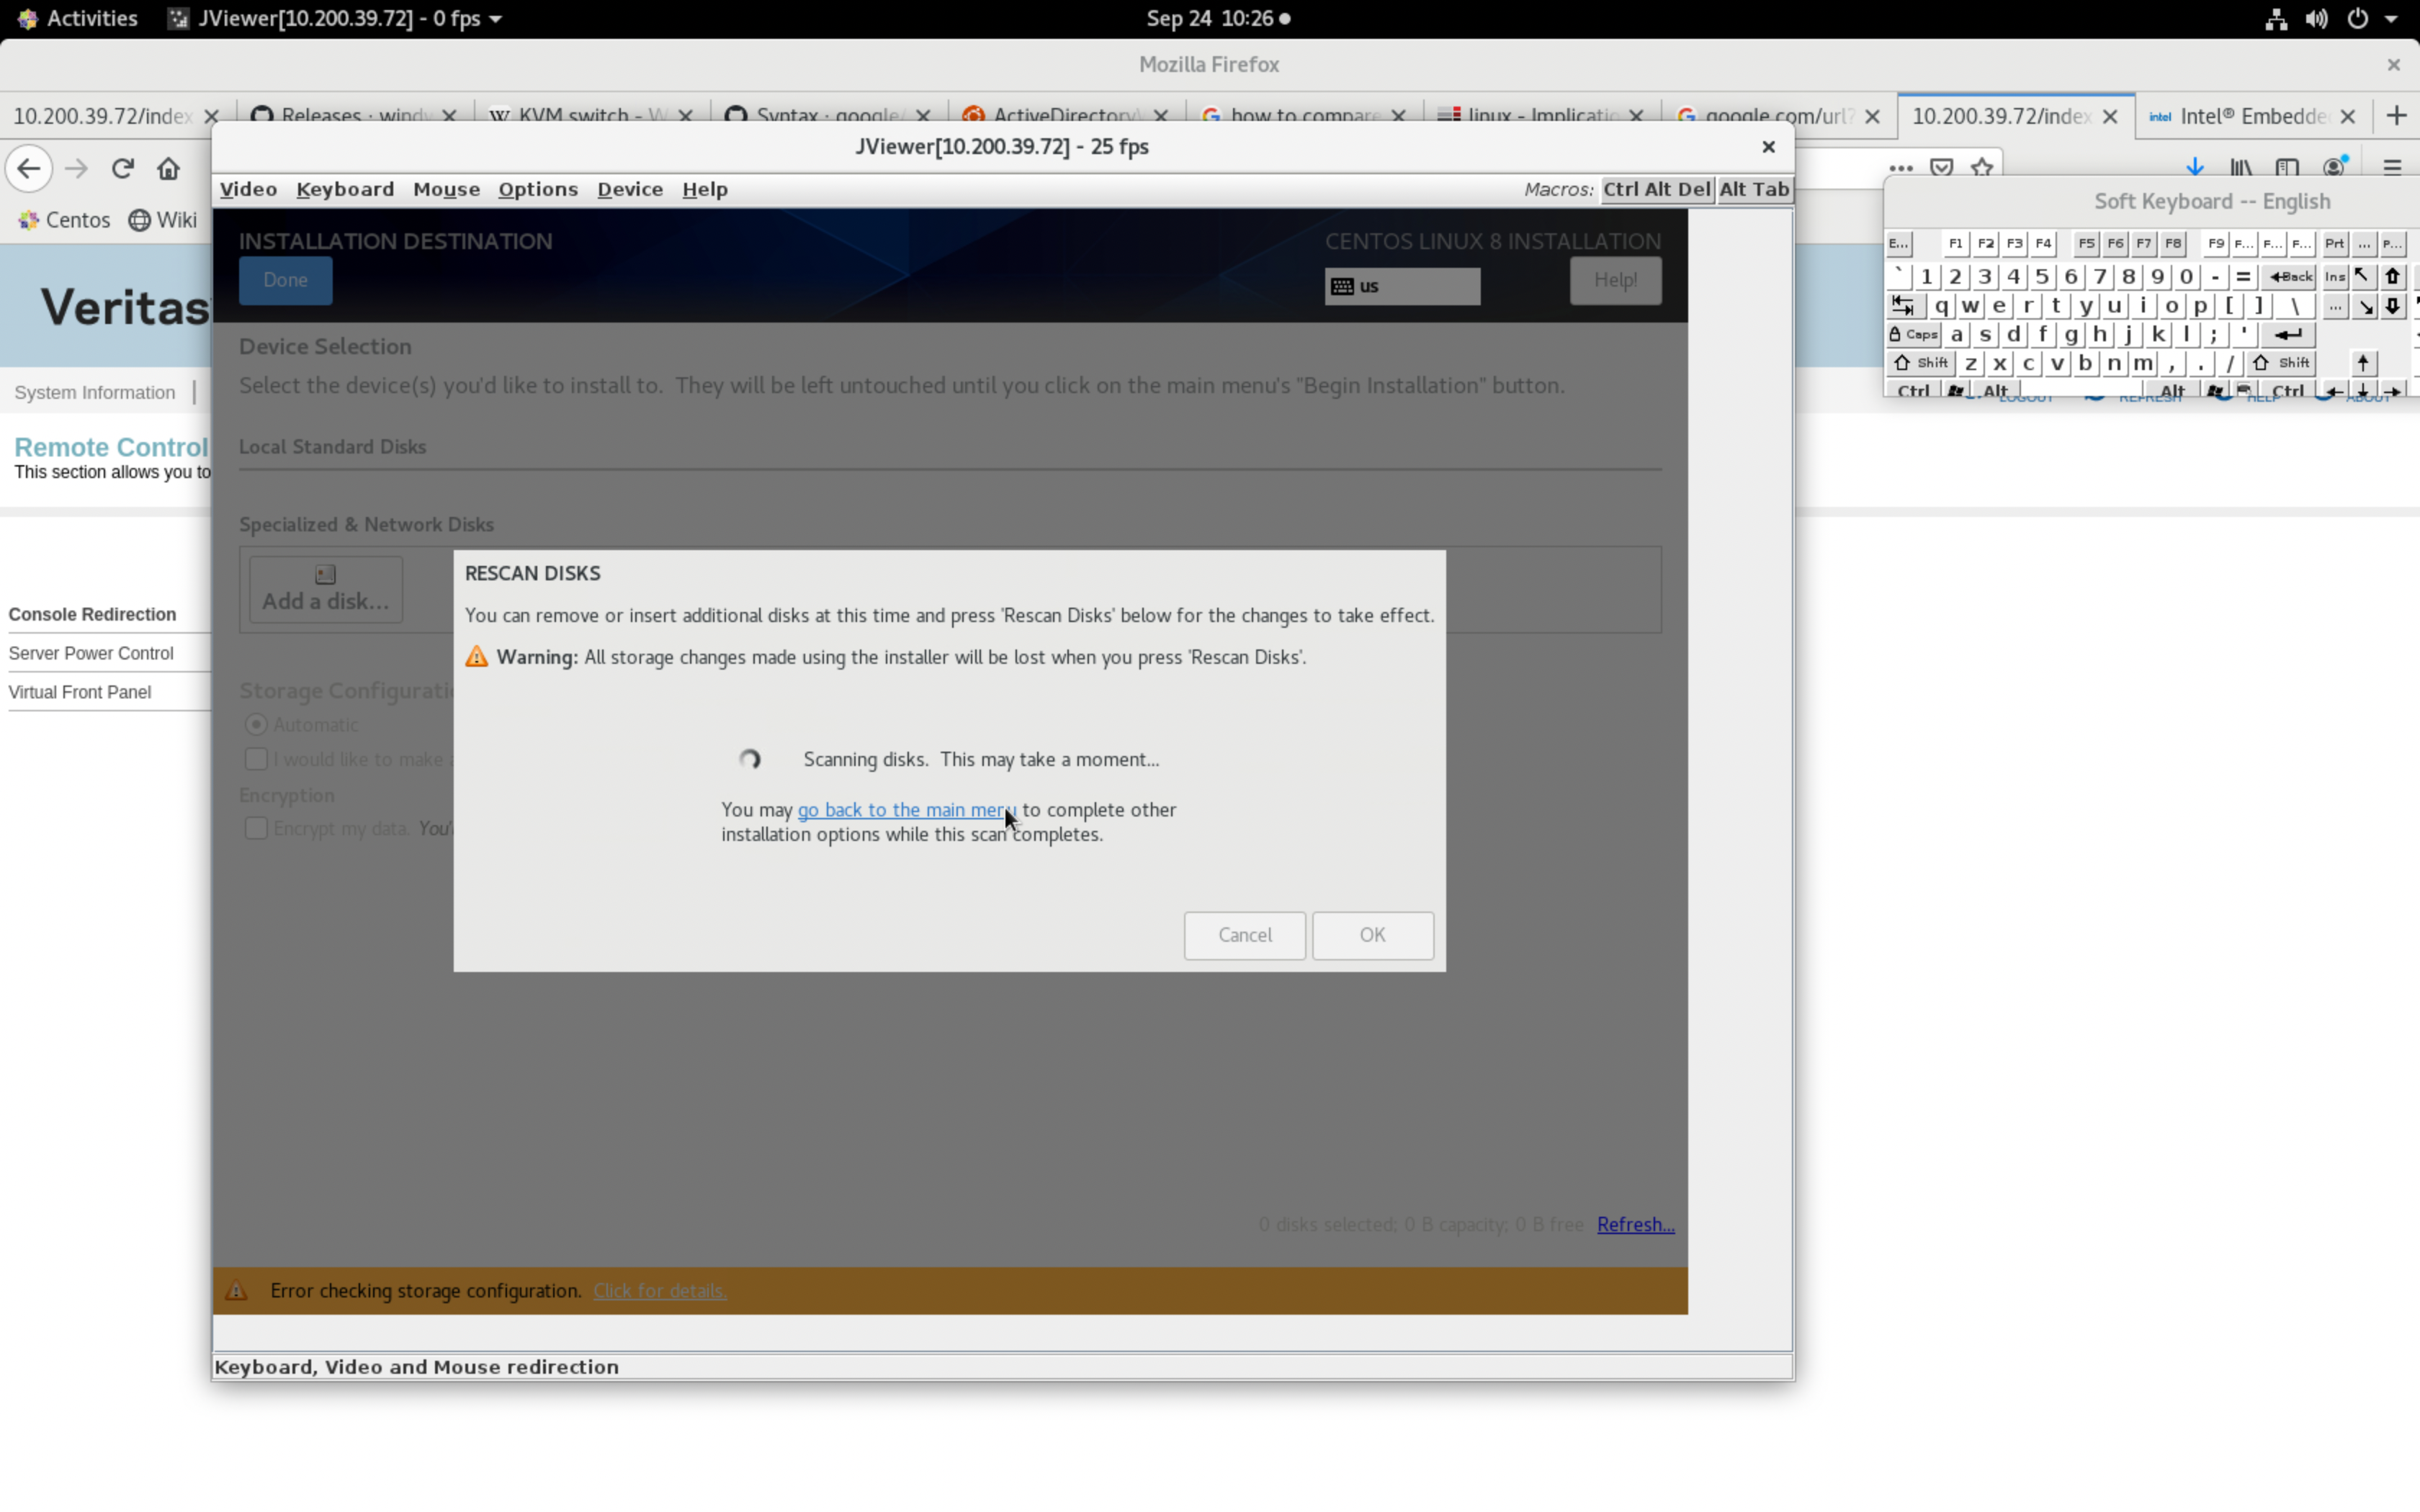 Activities JViewer[10.200.39.72] - 0 fps Sep 24 10:26
Mozilla Firefox
10.200.39.72/index Releases · wind KVM switch - W Syntax · google/ ActiveDirectory how to compare linux - Implicati google.com/url? 10.200.39.72/index intel Intel® Embedde
JViewer[10.200.39.72] - 25 fps
Video Keyboard Mouse Options Device Help Macros: Ctrl Alt Del Alt Tab
Centos Wiki
Soft Keyboard -- English
E... F1 F2 F3 F4 F5 F6 F7 F8 F9 F... F... F... Prt ... P...
` 1 2 3 4 5 6 7 8 9 0 - = Back Ins
q w e r t y u i o p [ ] \ ...
Caps a s d f g h j k l ; '
Shift z x c v b n m , . / Shift
Ctrl Alt Alt Ctrl
LOGOUT REFRESH HELP ABOUT
Veritas
System Information
Remote Control
This section allows you to
Console Redirection
Server Power Control
Virtual Front Panel
INSTALLATION DESTINATION CENTOS LINUX 8 INSTALLATION
Done us Help!
Device Selection
Select the device(s) you'd like to install to. They will be left untouched until you click on the main menu's "Begin Installation" button.
Local Standard Disks
Specialized & Network Disks
Add a disk...
Storage Configurati
Automatic
I would like to make
Encryption
Encrypt my data. You'
RESCAN DISKS
You can remove or insert additional disks at this time and press 'Rescan Disks' below for the changes to take effect.
Warning: All storage changes made using the installer will be lost when you press 'Rescan Disks'.
Scanning disks. This may take a moment...
You may go back to the main menu to complete other
installation options while this scan completes.
Cancel OK
0 disks selected; 0 B capacity; 0 B free Refresh...
Error checking storage configuration. Click for details.
Keyboard, Video and Mouse redirection